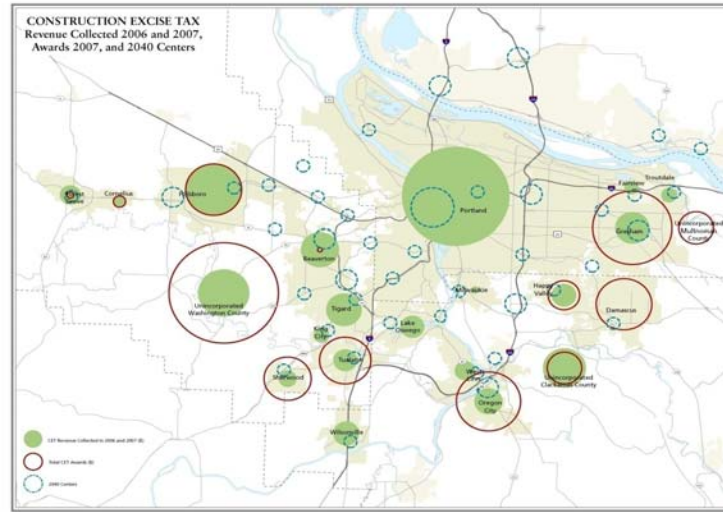 CONSTRUCTION EXCISE TAX
Revenue Collected 2006 and 2007,
Awards 2007, and 2040 Centers
Portland
Troutdale
Fairview
Forest
Grove
Cornelius
Hillsboro
Gresham
Unincorporated
Multnomah
County
Beaverton
Unincorporated
Washington County
Tigard
Milwaukie
Happy
Valley
Damascus
King
City
Lake
Oswego
Tualatin
Sherwood
West
Linn
Unincorporated
Clackamas County
Oregon
City
Wilsonville
CET Revenue Collected in 2006 and 2007 ($)
Total CET Awards ($)
2040 Centers